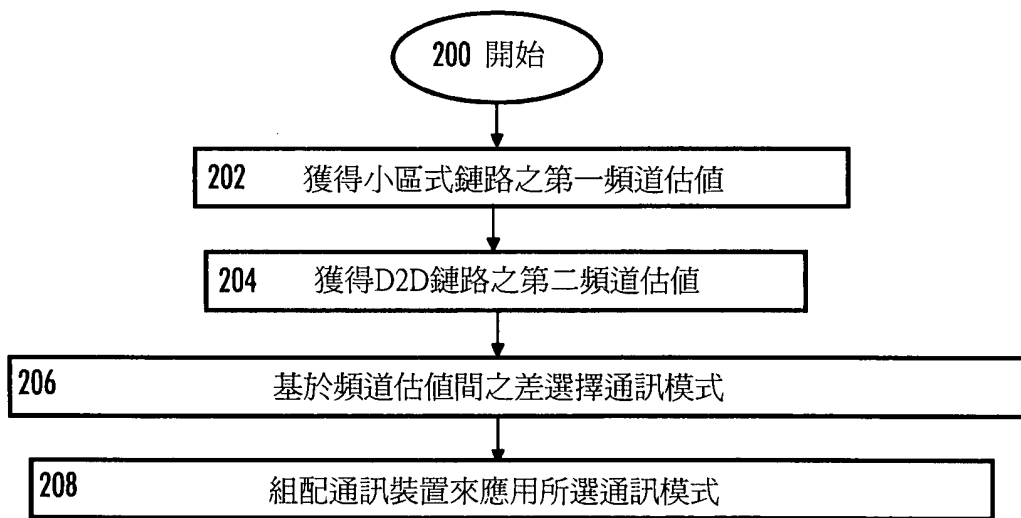 200 開始
202 獲得小區式鏈路之第一頻道估值
204 獲得D2D鏈路之第二頻道估值
206 基於頻道估值間之差選擇通訊模式
208 組配通訊裝置來應用所選通訊模式